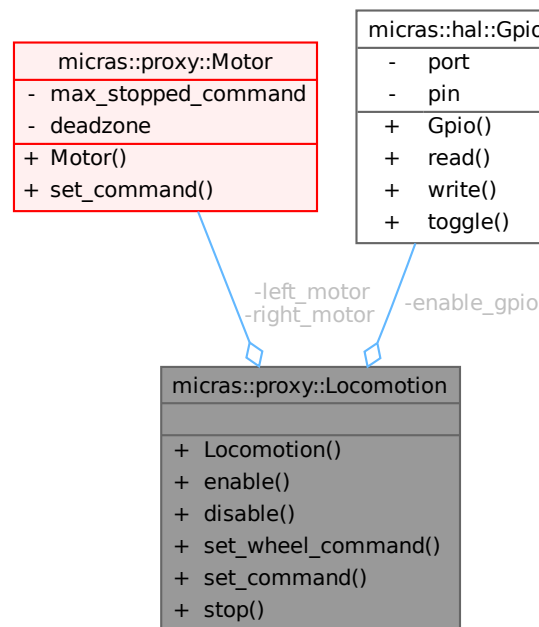 micras::proxy::Motor
- max_stopped_command
- deadzone
+ Motor()
+ set_command()
micras::hal::Gpio
- port
- pin
+ Gpio()
+ read()
+ write()
+ toggle()
-left_motor
-right_motor
-enable_gpio
micras::proxy::Locomotion
+ Locomotion()
+ enable()
+ disable()
+ set_wheel_command()
+ set_command()
+ stop()